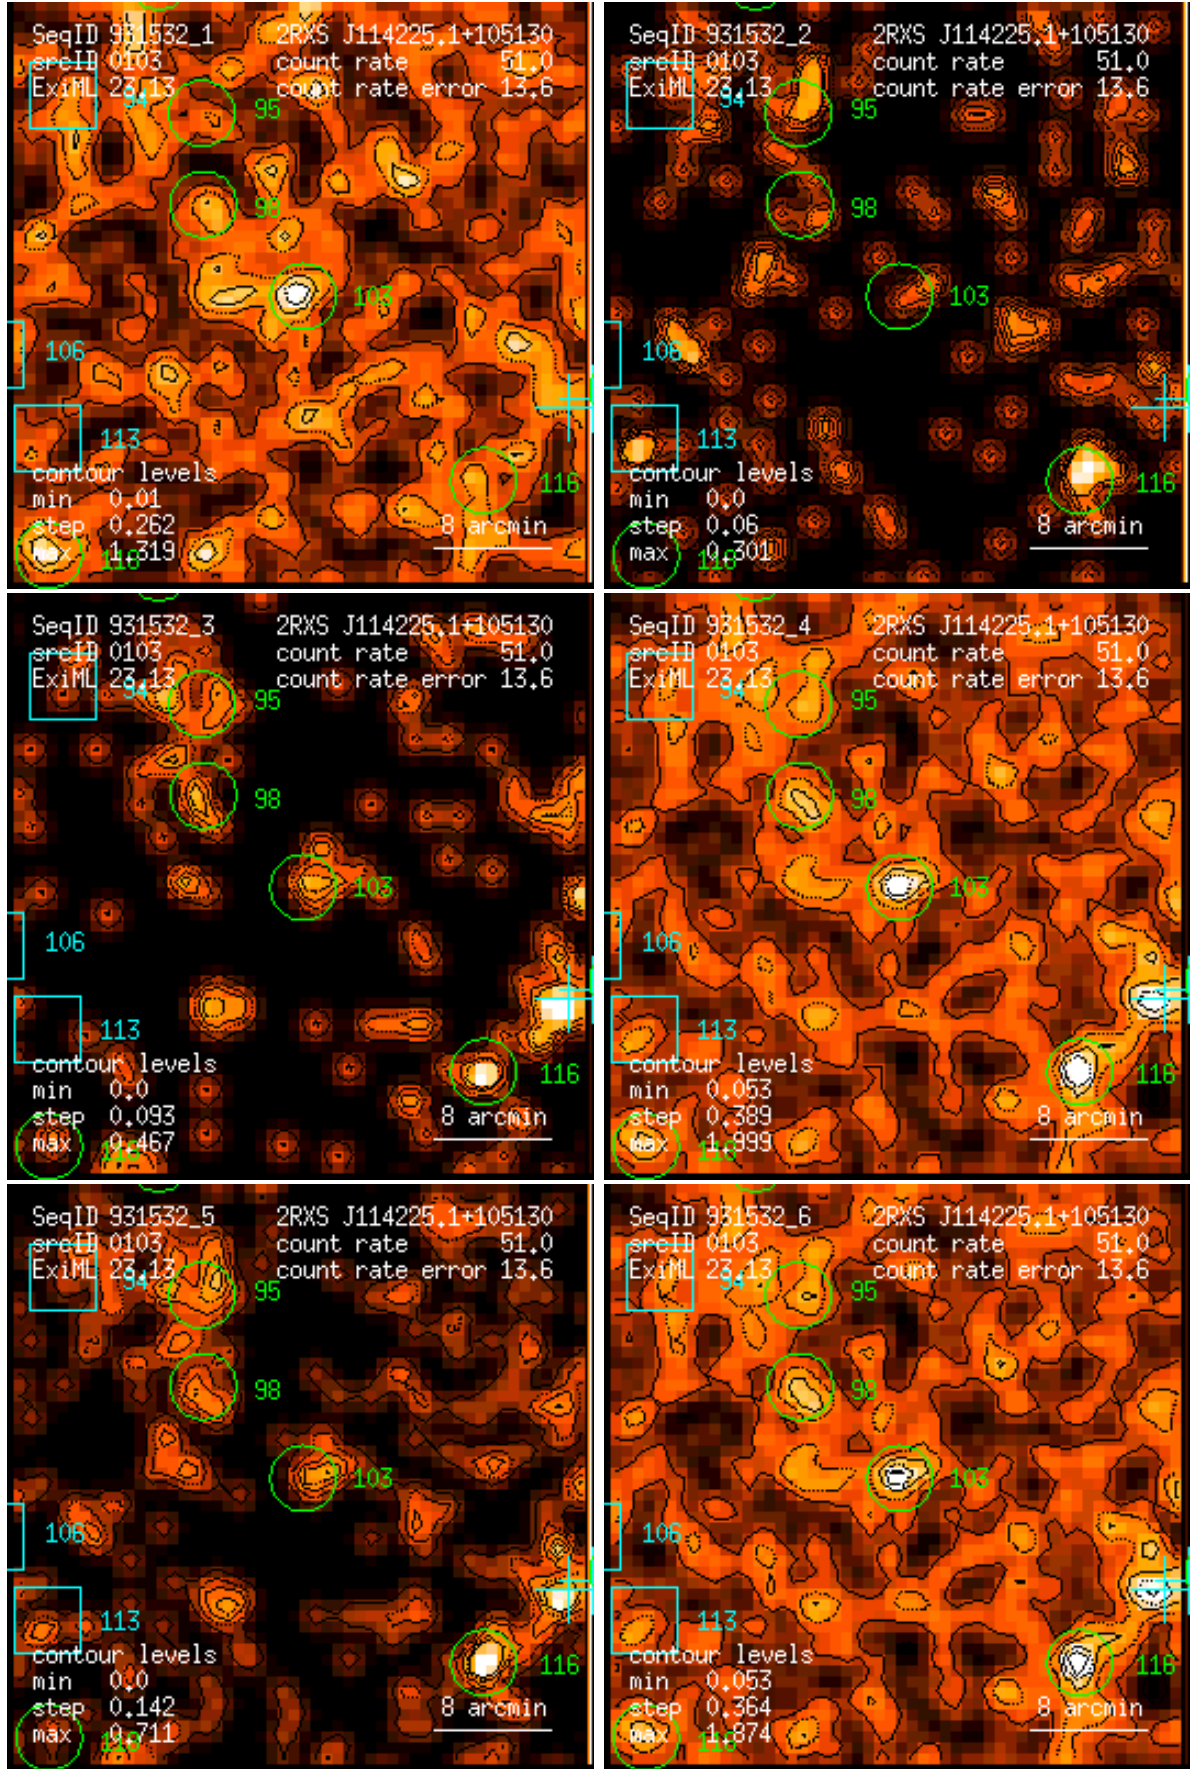 SeqID 931532_1 2RXS J114225.1+105130
srcID 0103 count rate 51.0
ExiML 23.13 count rate error 13.6
94
95
98
103
106
113
contour levels
116
min 0.01
step 0.262 8 arcmin
max 1.319
118
SeqID 931532_2 2RXS J114225.1+105130
srcID 0103 count rate 51.0
ExiML 23.13 count rate error 13.6
94
95
98
103
106
113
contour levels
116
min 0.0
step 0.06 8 arcmin
max 0.301
118
SeqID 931532_3 2RXS J114225.1+105130
srcID 0103 count rate 51.0
ExiML 23.13 count rate error 13.6
94
95
98
103
106
113
contour levels
116
min 0.0
step 0.093 8 arcmin
max 0.467
118
SeqID 931532_4 2RXS J114225.1+105130
srcID 0103 count rate 51.0
ExiML 23.13 count rate error 13.6
94
95
98
103
106
113
contour levels
116
min 0.053
step 0.389 8 arcmin
max 1.999
118
SeqID 931532_5 2RXS J114225.1+105130
srcID 0103 count rate 51.0
ExiML 23.13 count rate error 13.6
94
95
98
103
106
113
contour levels
116
min 0.0
step 0.142 8 arcmin
max 0.711
118
SeqID 931532_6 2RXS J114225.1+105130
srcID 0103 count rate 51.0
ExiML 23.13 count rate error 13.6
94
95
98
103
106
113
contour levels
116
min 0.053
step 0.364 8 arcmin
max 1.874
118